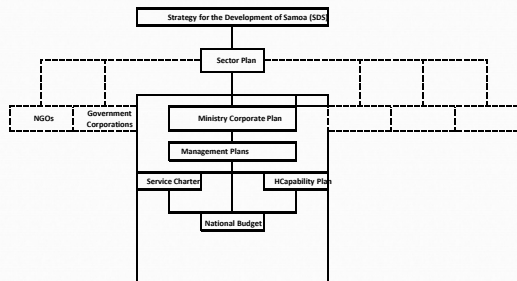 Strategy for the Development of Samoa (SDS)
Sector Plan
NGOs
Government
Corporations
Ministry Corporate Plan
Management Plans
Service Charter
HCapability Plan
National Budget